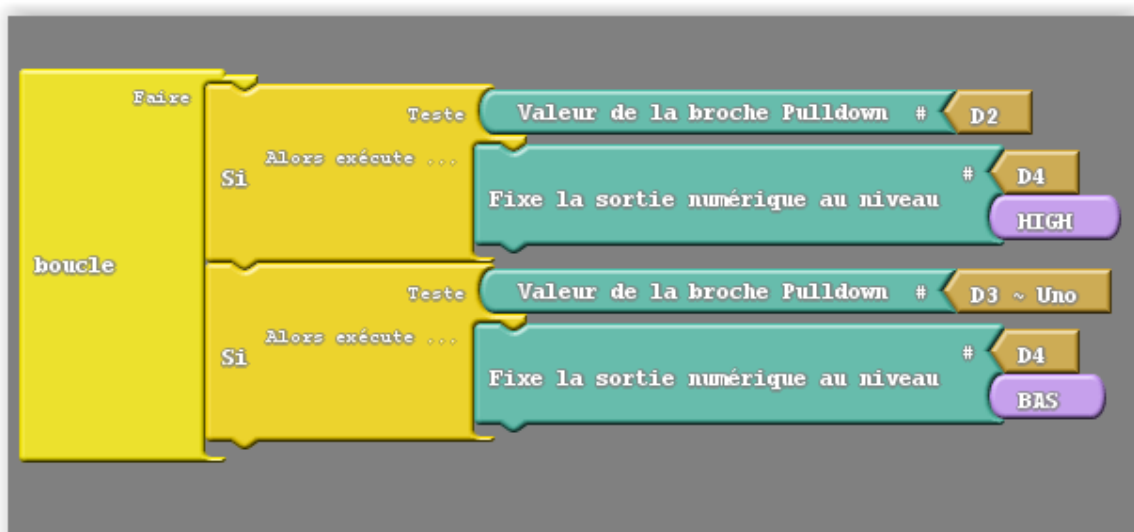 Faire
Teste
Valeur de la broche Pulldown #
D2
Si
Alors exécute ...
Fixe la sortie numérique au niveau
#
D4
HIGH
boucle
Teste
Valeur de la broche Pulldown #
D3 ~ Uno
Si
Alors exécute ...
Fixe la sortie numérique au niveau
#
D4
BAS